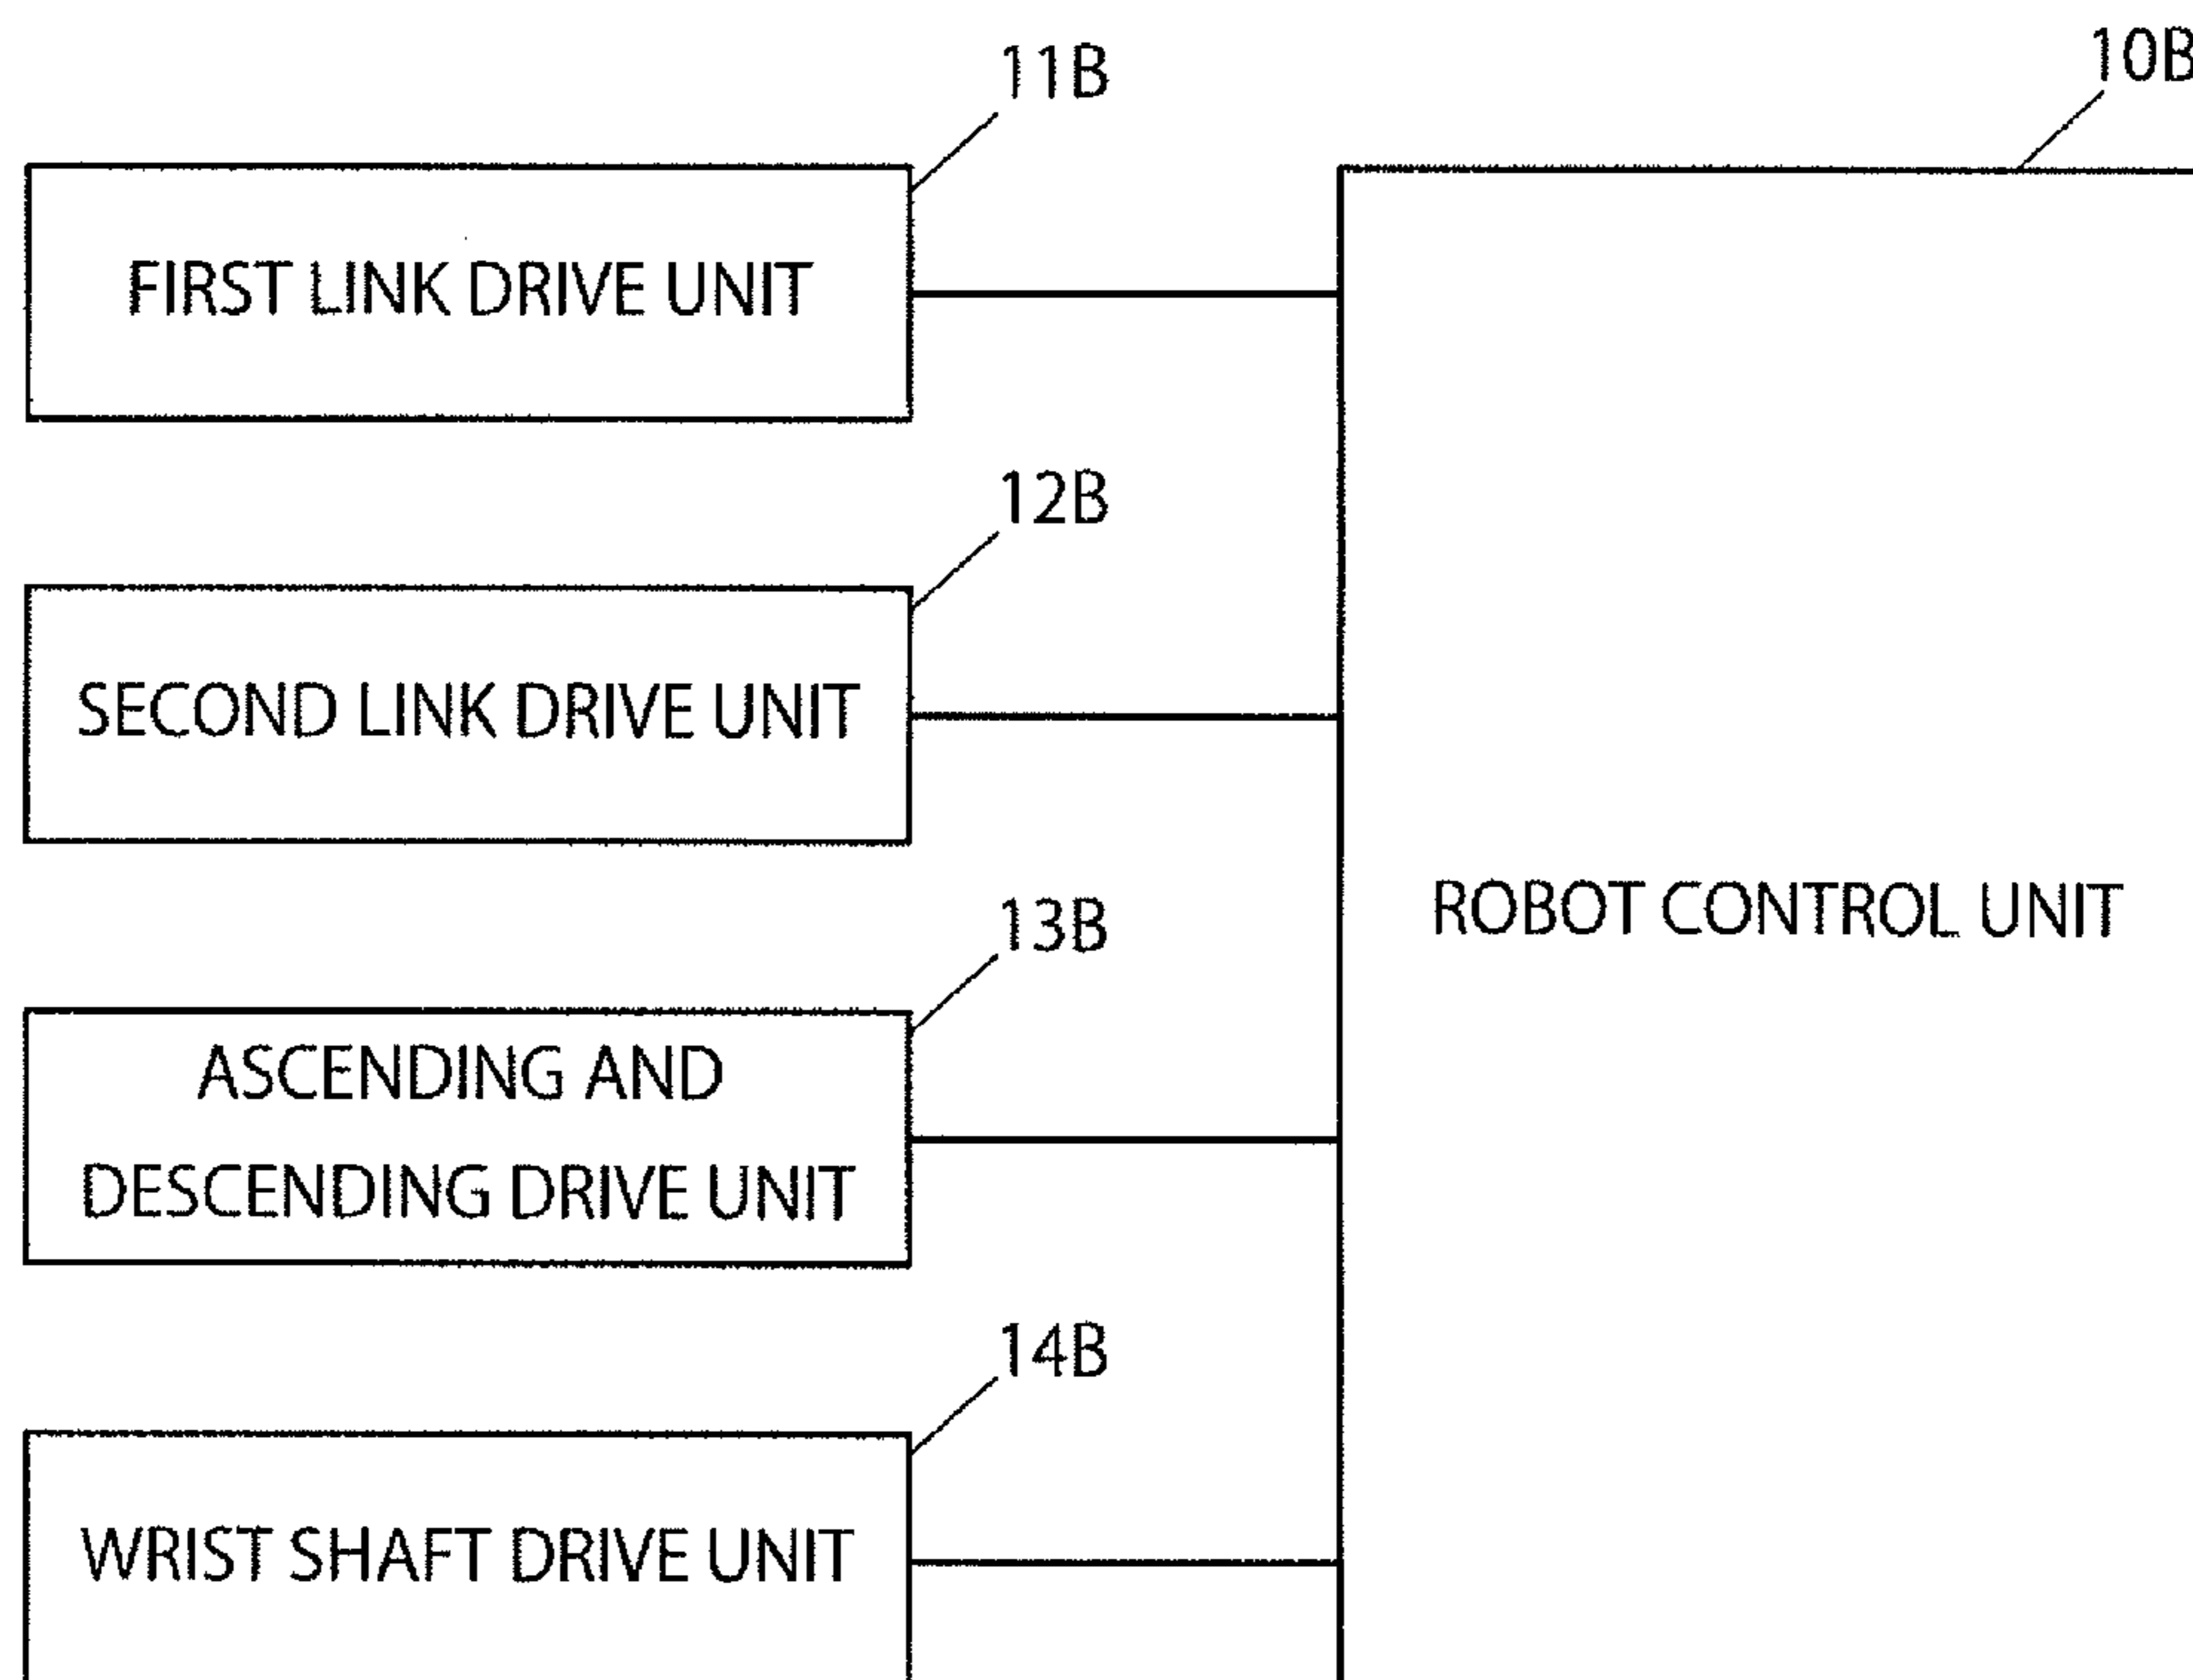 11B
10B
FIRST LINK DRIVE UNIT
12B
SECOND LINK DRIVE UNIT
ROBOT CONTROL UNIT
13B
ASCENDING AND
DESCENDING DRIVE UNIT
14B
WRIST SHAFT DRIVE UNIT